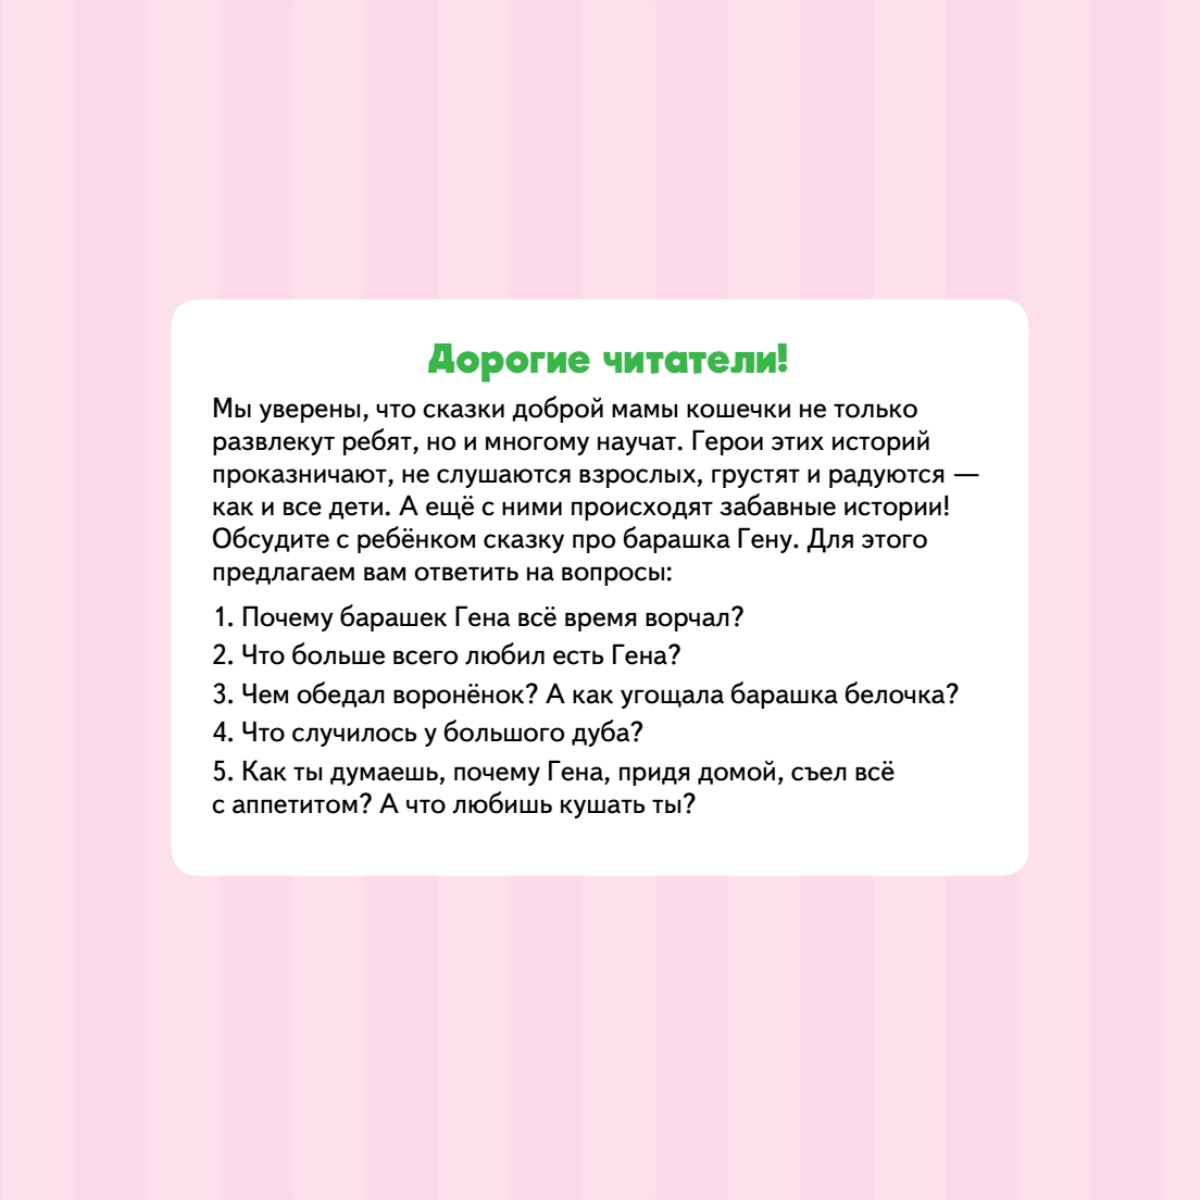 Дорогие читатели!
Мы уверены, что сказки доброй мамы кошечки не только
развлекут ребят, но и многому научат. Герои этих историй
проказничают, не слушаются взрослых, грустят и радуются —
как и все дети. А ещё с ними происходят забавные истории!
Обсудите с ребёнком сказку про барашка Гену. Для этого
предлагаем вам ответить на вопросы:
1. Почему барашек Гена всё время ворчал?
2. Что больше всего любил есть Гена?
3. Чем обедал воронёнок? А как угощала барашка белочка?
4. Что случилось у большого дуба?
5. Как ты думаешь, почему Гена, придя домой, съел всё
с аппетитом? А что любишь кушать ты?